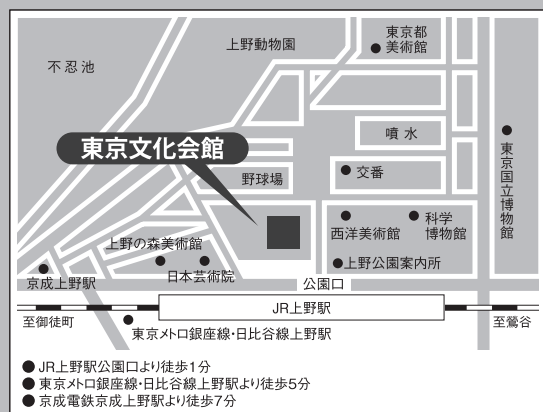 東京都
美術館
上野動物園
不忍池
噴水
東京文化会館
東京国立博物館
交番
野球場
西洋美術館
科学
博物館
上野の森美術館
日本芸術院
上野公園案内所
京成上野駅
公園口
JR上野駅
至御徒町
至鶯谷
東京メトロ銀座線・日比谷線上野駅
● JR上野駅公園口より徒歩1分
● 東京メトロ銀座線・日比谷線上野駅より徒歩5分
● 京成電鉄京成上野駅より徒歩7分